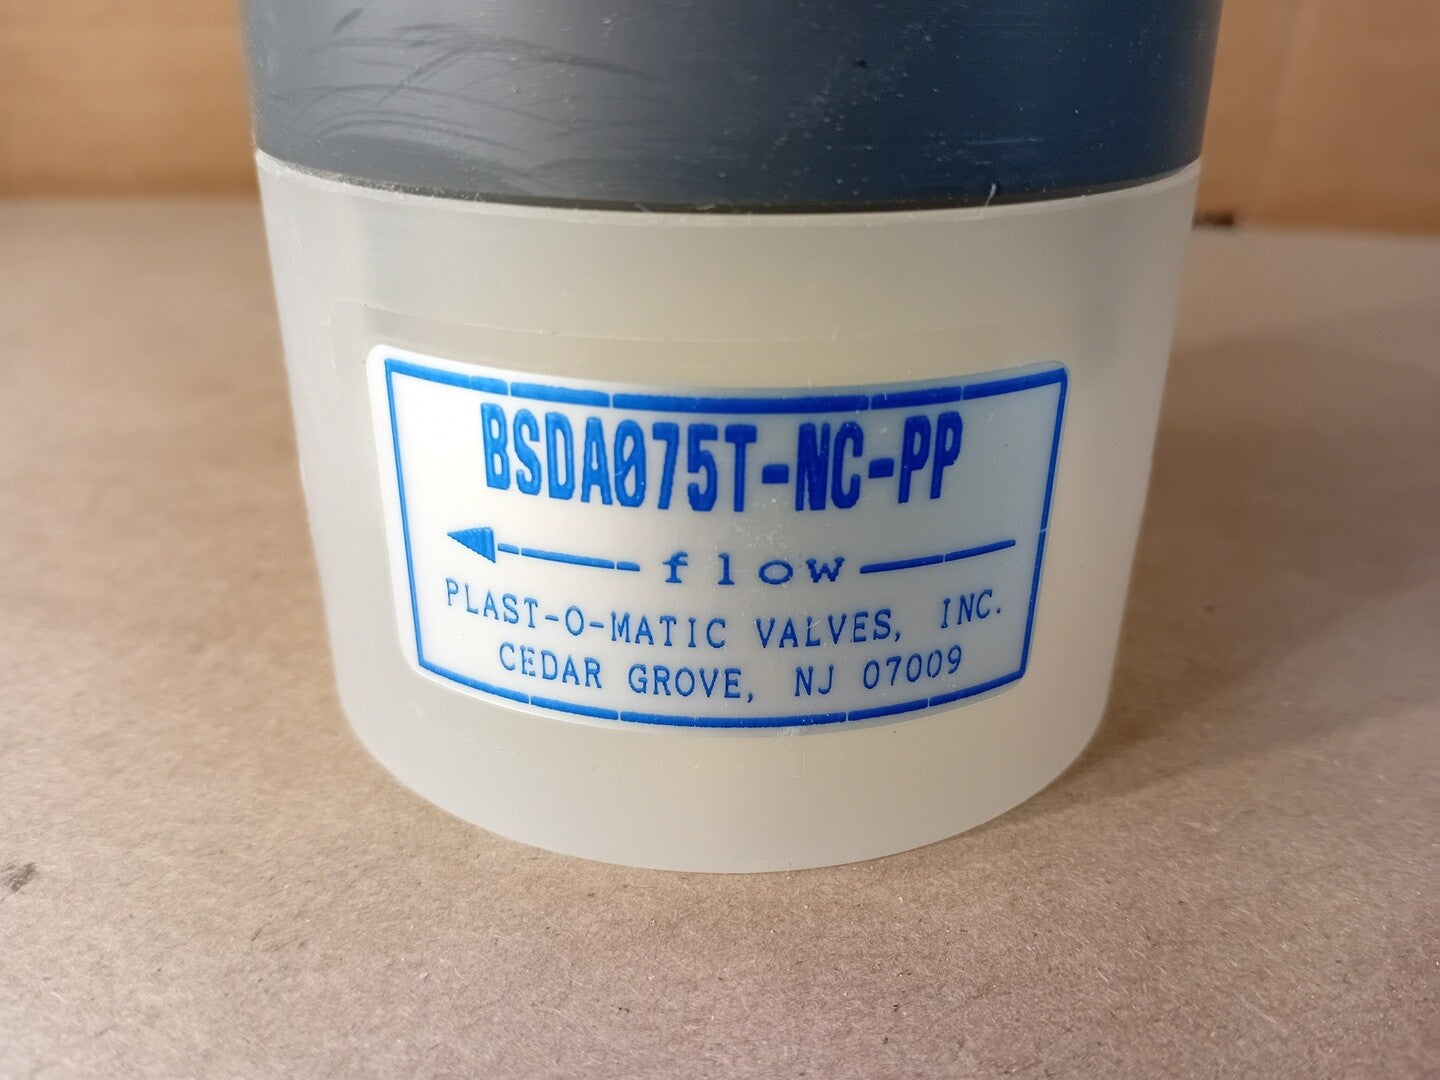 BSDA075T-NC-PP
flow
PLAST-O-MATIC VALVES, INC.
CEDAR GROVE, NJ 07009